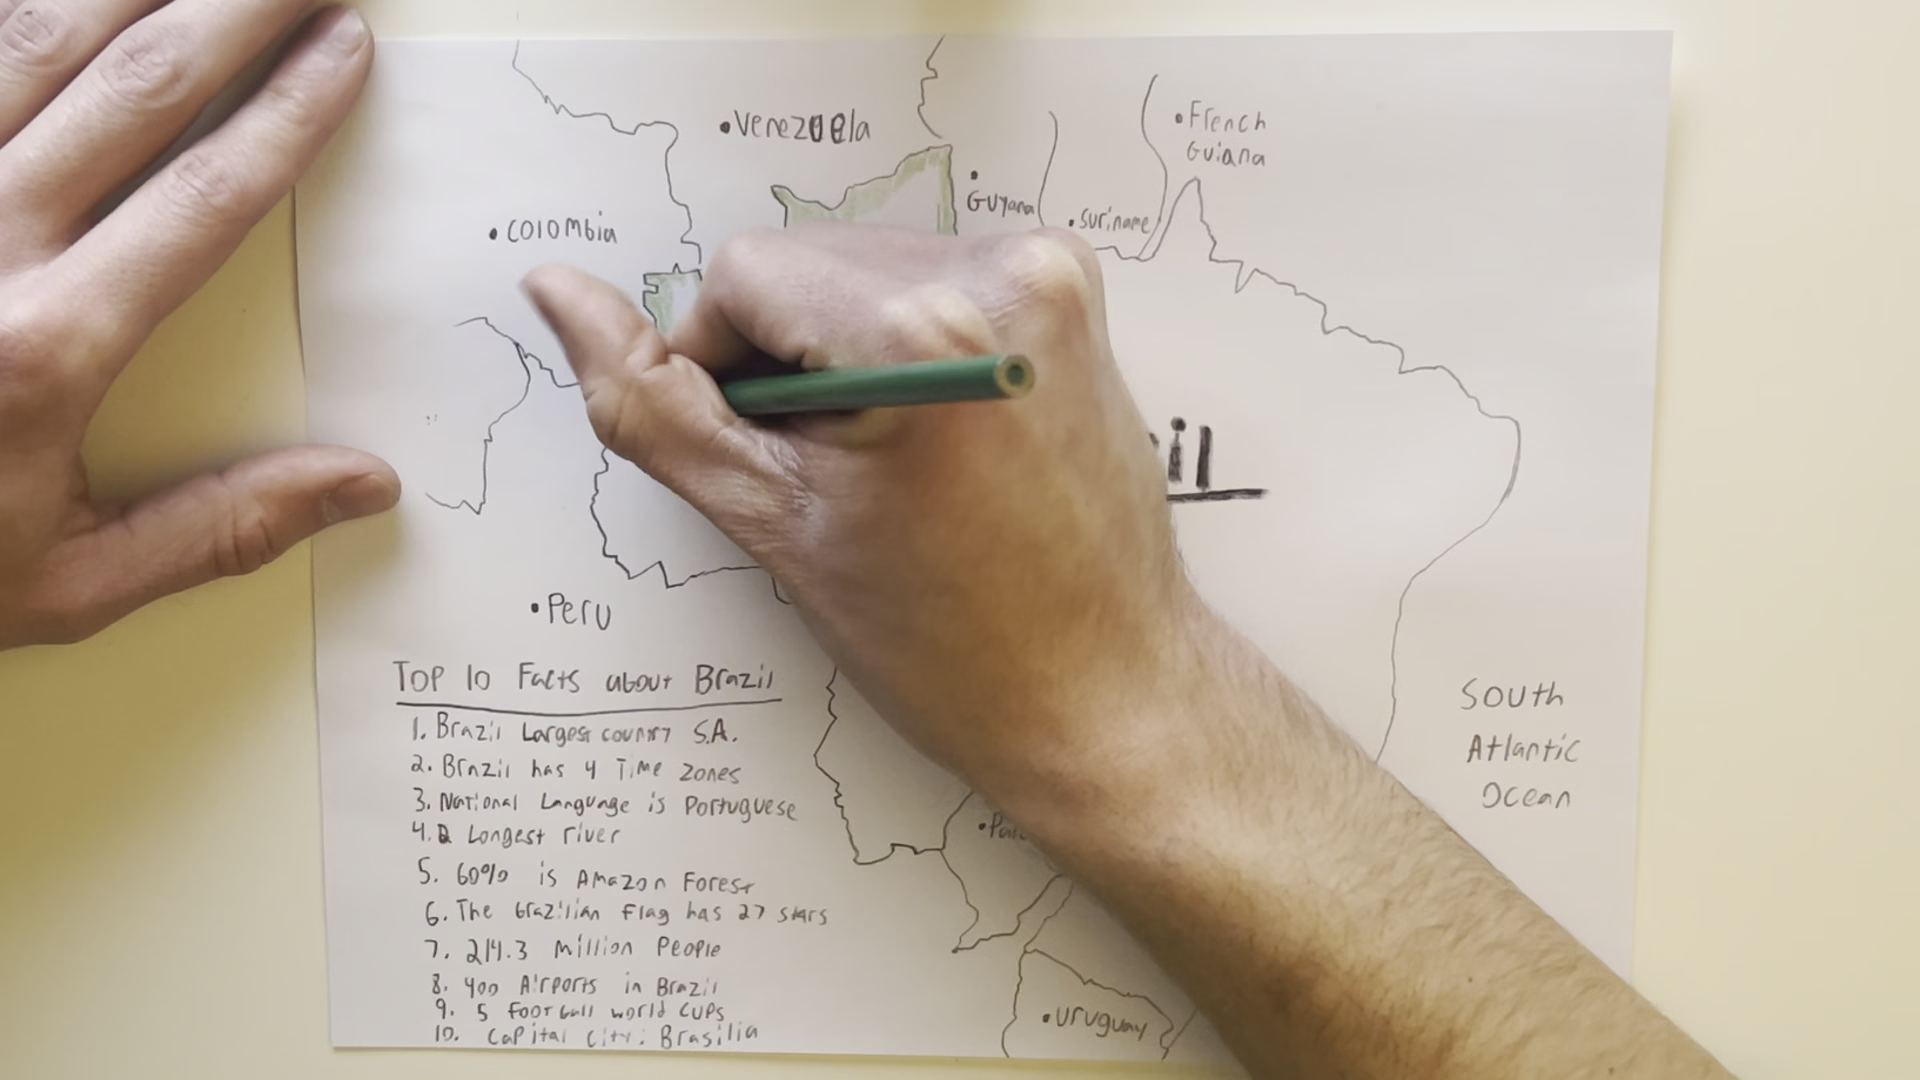 • Venezuela
• French
Guiana
• Guyana
• Suriname
• Colombia
il
• Peru
South
Atlantic
Ocean
Top 10 Facts about Brazil
1. Brazil Largest country S.A.
2. Brazil has 4 Time Zones
3. National Language is Portuguese
4. 2 Longest river
5. 60% is Amazon Forest
6. The Brazilian Flag has 27 stars
7. 214.3 Million People
8. 400 Airports in Brazil
9. 5 Football world Cups
10. Capital City: Brasilia
• Uruguay